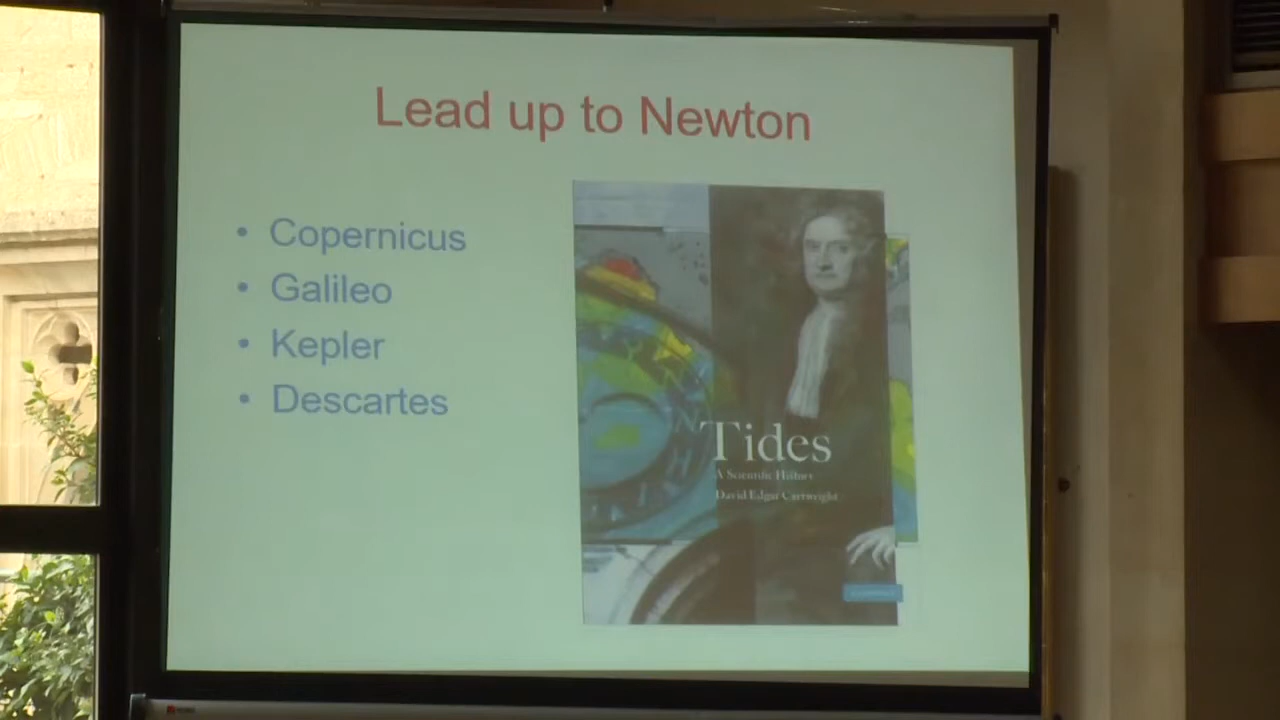 Lead up to Newton
• Copernicus
• Galileo
• Kepler
• Descartes
Tides
A Scientific History
David Edgar Cartwright